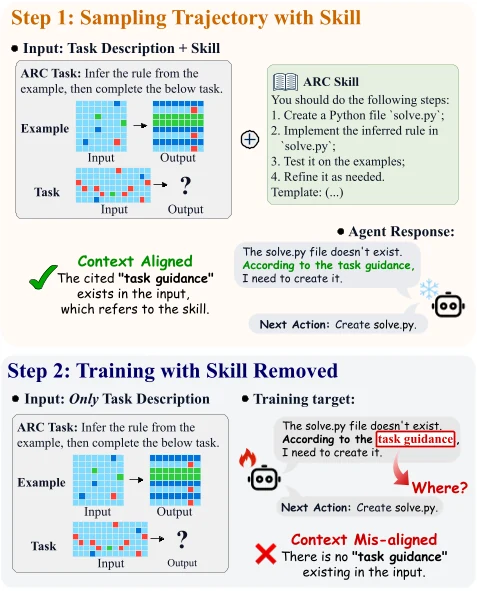 Step 1: Sampling Trajectory with Skill
● Input: Task Description + Skill
ARC Task: Infer the rule from the
example, then complete the below task.
Example
Input
Output
Task
?
Input
Output
ARC Skill
You should do the following steps:
1. Create a Python file `solve.py`;
2. Implement the inferred rule in
`solve.py`;
3. Test it on the examples;
4. Refine it as needed.
Template: (...)
● Agent Response:
Context Aligned
The cited "task guidance"
exists in the input,
which refers to the skill.
The solve.py file doesn't exist.
According to the task guidance,
I need to create it.
Next Action: Create solve.py.
Step 2: Training with Skill Removed
● Input: Only Task Description
ARC Task: Infer the rule from the
example, then complete the below task.
Example
Input
Output
Task
?
Input
Output
● Training target:
The solve.py file doesn't exist.
According to the task guidance,
I need to create it.
Where?
Next Action: Create solve.py.
Context Mis-aligned
There is no "task guidance"
existing in the input.